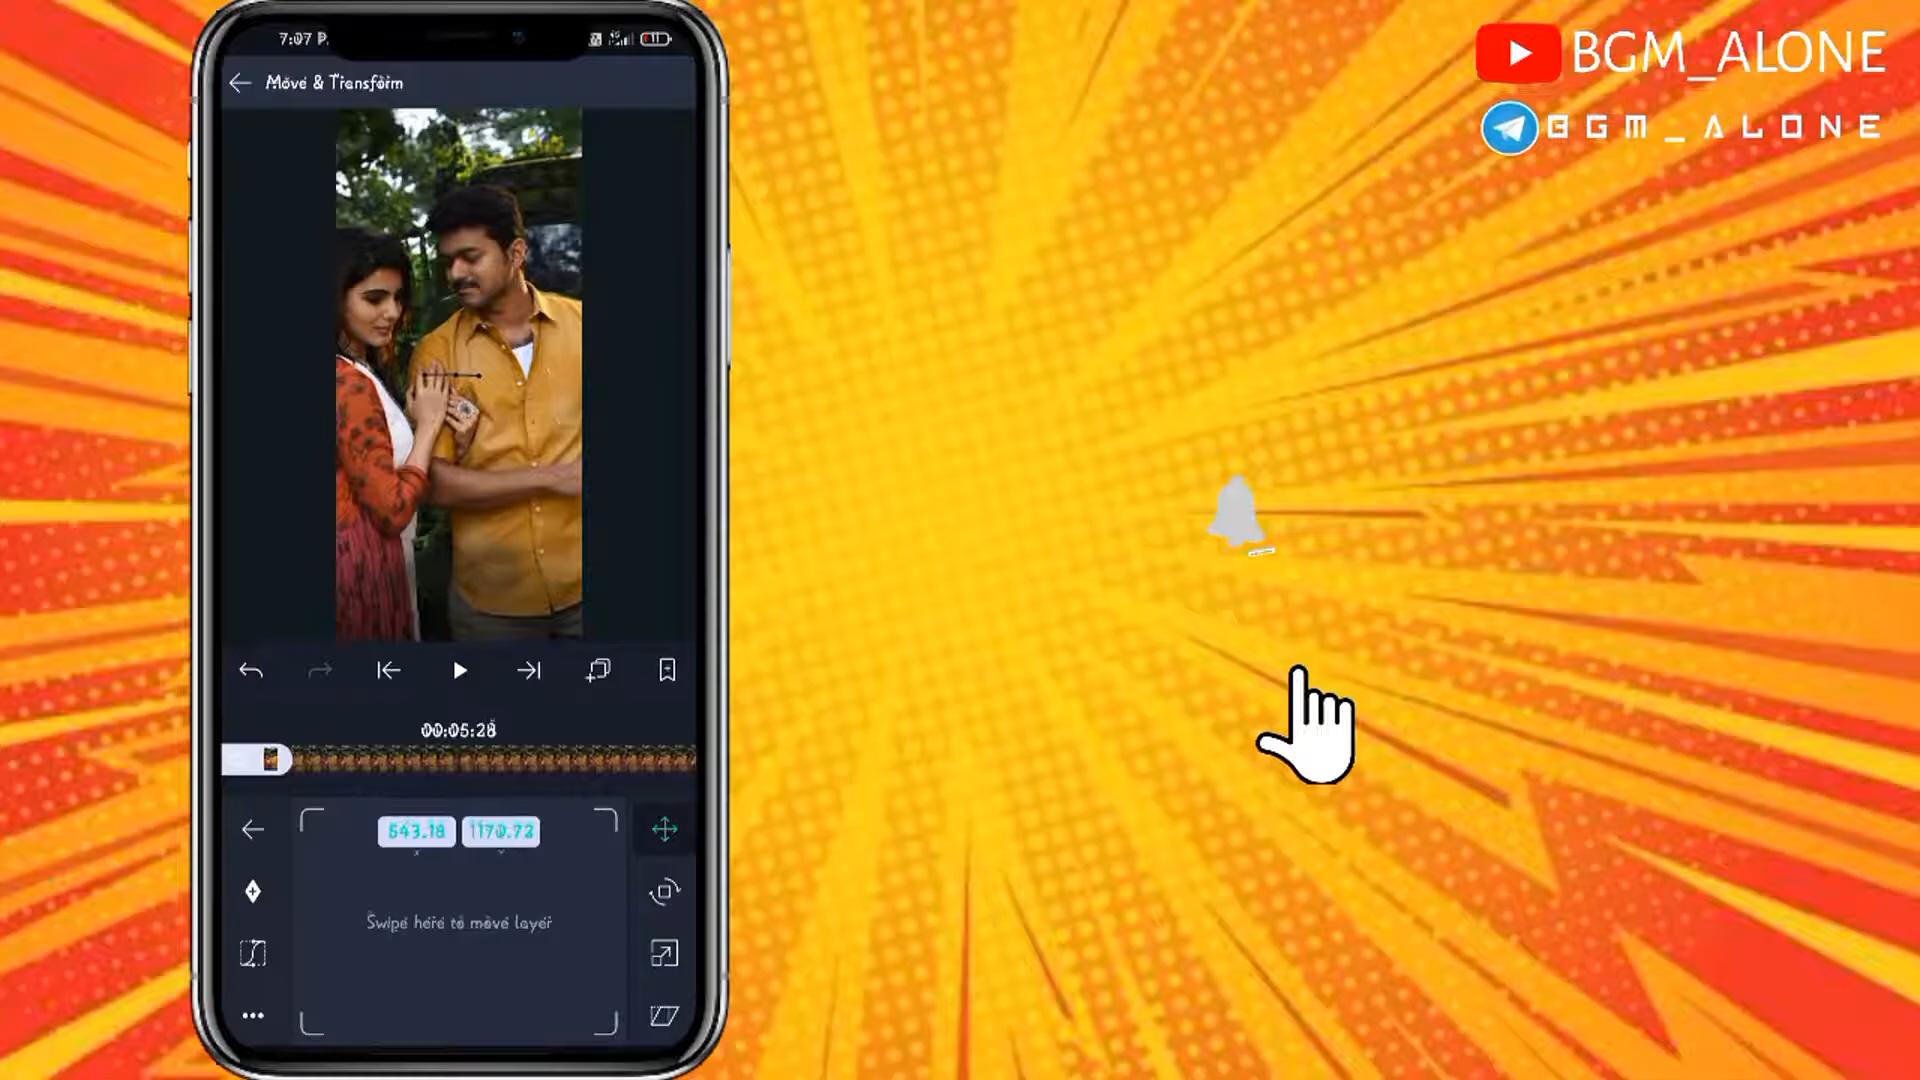 7:07 P.
Move & Transform
00:05:28
543.18 1170.72
x y
Swipe here to move layer
BGM_ALONE
BGM_ALONE